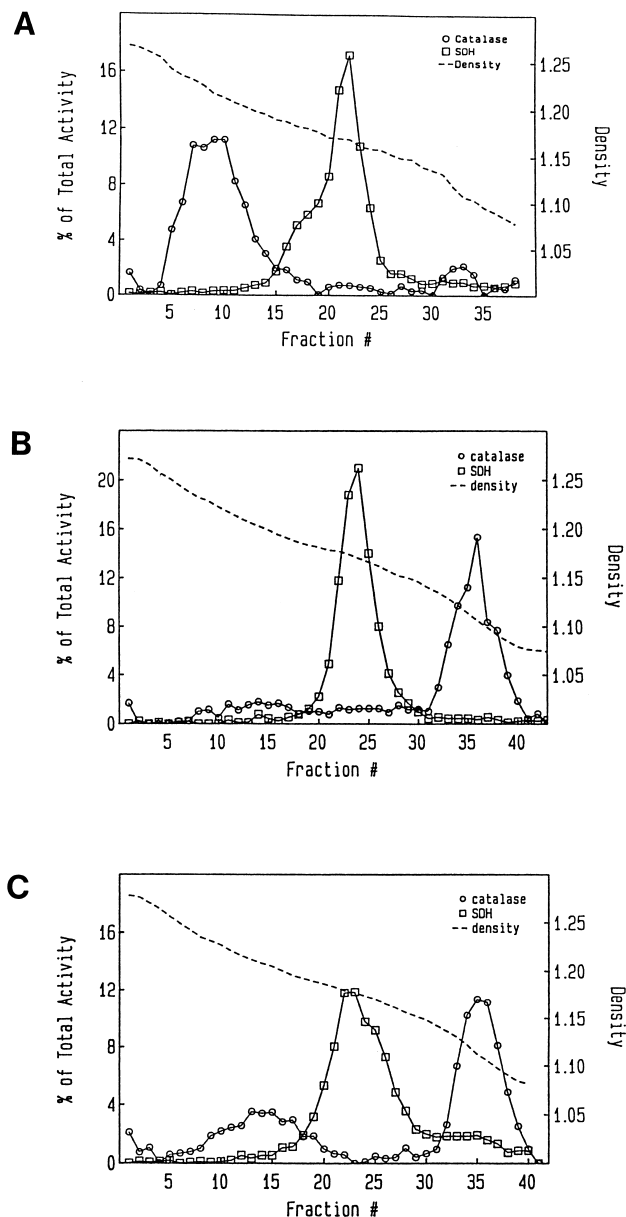 A
Catalase
SDH
Density
16
12
8
4
0
1.25
1.20
1.15
1.10
1.05
5 10 15 20 25 30 35
% of Total Activity
Density
Fraction #
B
catalase
SDH
density
20
16
12
8
4
0
1.25
1.20
1.15
1.10
1.05
5 10 15 20 25 30 35 40
% of Total Activity
Density
Fraction #
C
catalase
SDH
density
16
12
8
4
0
1.25
1.20
1.15
1.10
1.05
5 10 15 20 25 30 35 40
% of Total Activity
Density
Fraction #